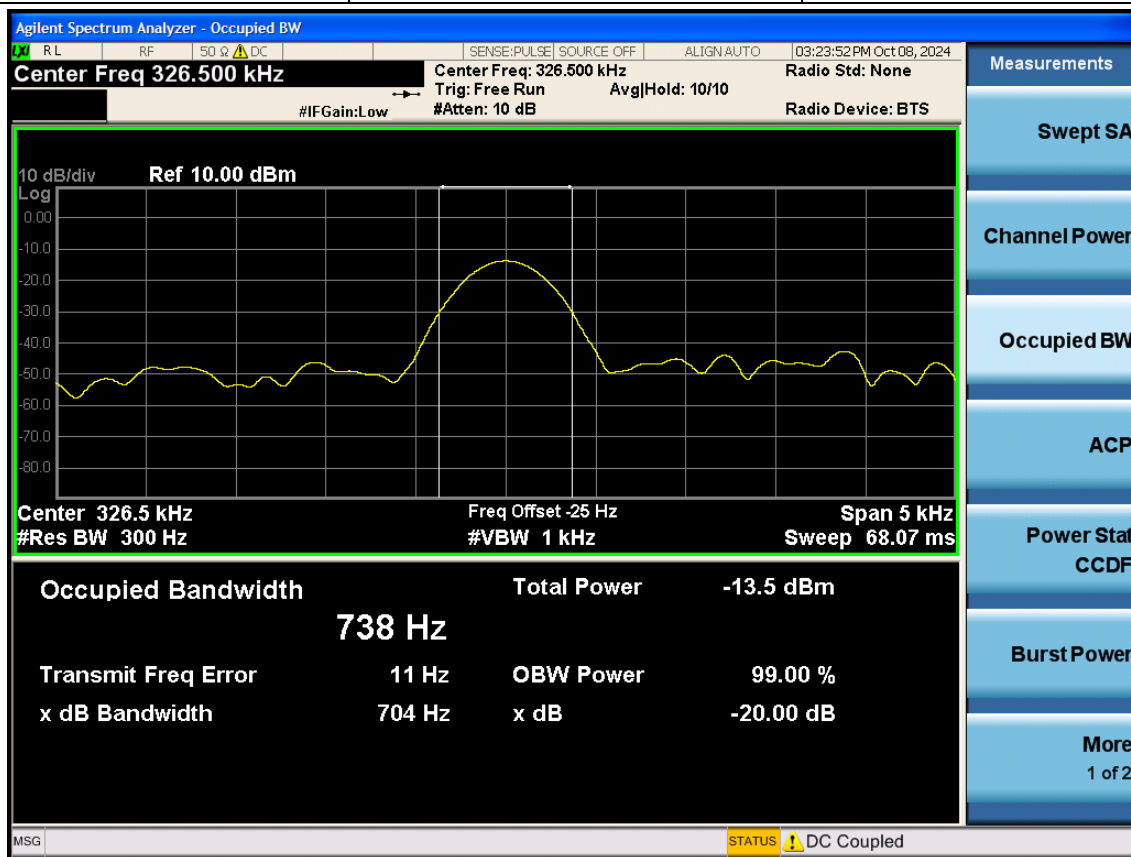 Agilent Spectrum Analyzer - Occupied BW
LXI RL RF 50 Ω ⚠ DC SENSE:PULSE SOURCE OFF ALIGN AUTO 03:23:52 PM Oct 08, 2024
Center Freq 326.500 kHz
Center Freq: 326.500 kHz Radio Std: None
Trig: Free Run Avg|Hold: 10/10
#IFGain:Low #Atten: 10 dB Radio Device: BTS
10 dB/div Ref 10.00 dBm
Log
0.00
-10.0
-20.0
-30.0
-40.0
-50.0
-60.0
-70.0
-80.0
Center 326.5 kHz Freq Offset -25 Hz Span 5 kHz
#Res BW 300 Hz #VBW 1 kHz Sweep 68.07 ms
Occupied Bandwidth Total Power -13.5 dBm
738 Hz
Transmit Freq Error 11 Hz OBW Power 99.00 %
x dB Bandwidth 704 Hz x dB -20.00 dB
MSG STATUS DC Coupled
Measurements
Swept SA
Channel Power
Occupied BW
ACP
Power Stat
CCDF
Burst Power
More
1 of 2